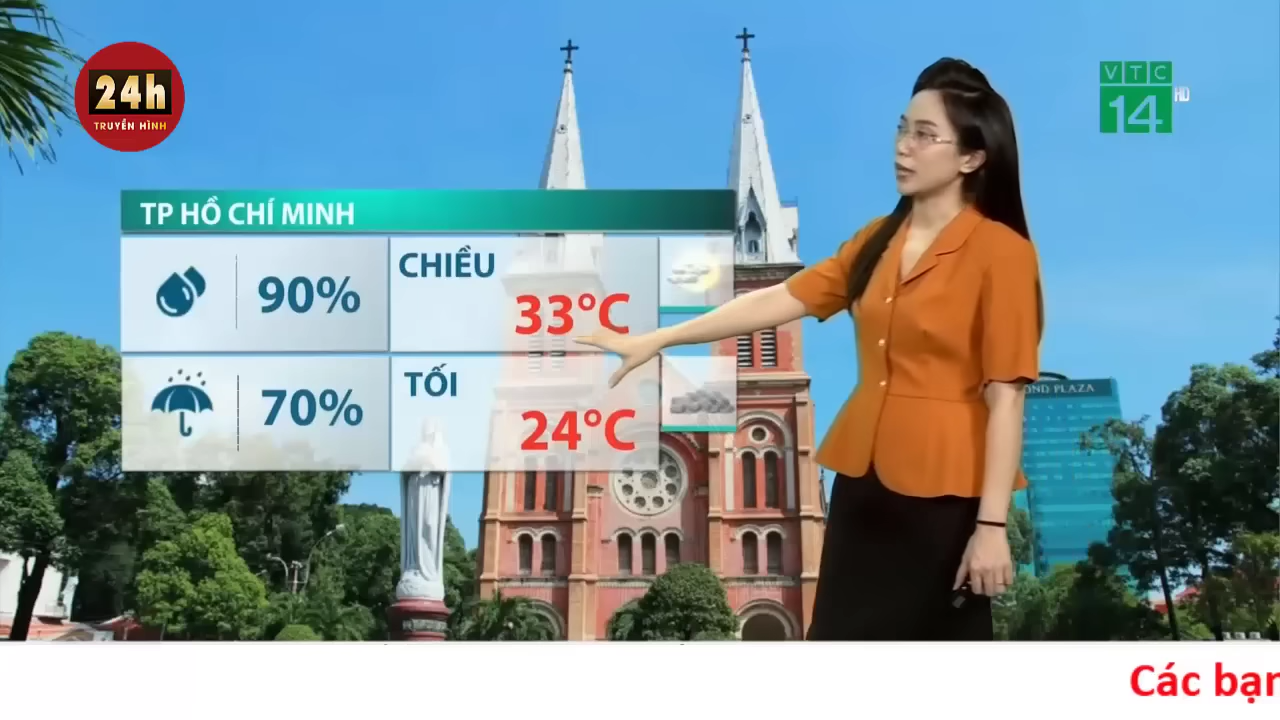 24h
TRUYỀN HÌNH
VTC
14
HD
TP HỒ CHÍ MINH
90%
CHIỀU
33°C
70%
TỐI
24°C
OND PLAZA
Các bạn